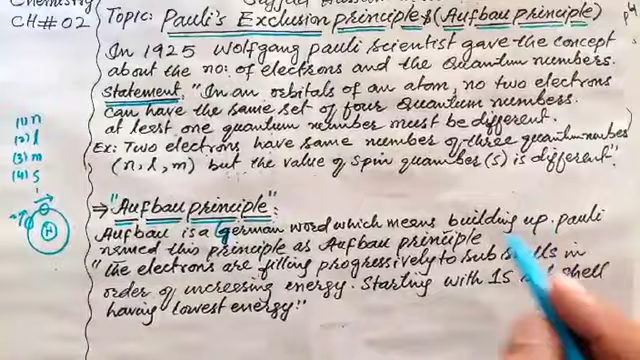 Chemistry
CH# 02
Topic: Pauli's Exclusion principle & (Aufbau principle)
In 1925 Wolfgang pauli scientist gave the concept
about the no: of electrons and the Quantum numbers.
Statement, "In an orbitals of an atom, no two electrons
can have the same set of four Quantum numbers.
at least one quantum number must be different.
Ex: Two electrons have same number of three quantum number
(n, l, m) but the value of spin quamber (s) is different".
(1) n
(2) l
(3) m
(4) s
H
⇒ "Aufbau principle":
Aufbau is a German word which means building up. pauli
named this principle as Aufbau principle
"the electrons are filling progressively to sub shells in
order of increasing energy. Starting with 1S shell
having lowest energy."